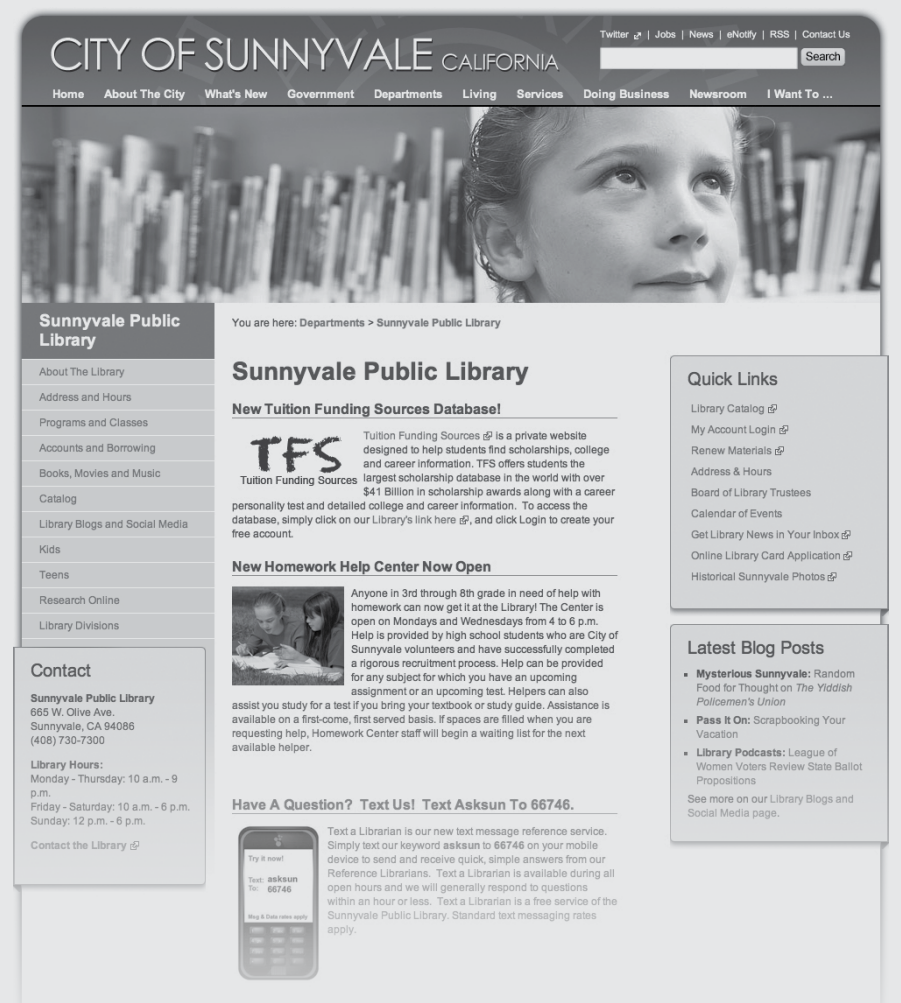 CITY OF SUNNYVALE CALIFORNIA
Twitter | Jobs | News | eNotify | RSS | Contact Us
Search
Home About The City What's New Government Departments Living Services Doing Business Newsroom I Want To ...
Sunnyvale Public
Library
About The Library
Address and Hours
Programs and Classes
Accounts and Borrowing
Books, Movies and Music
Catalog
Library Blogs and Social Media
Kids
Teens
Research Online
Library Divisions
Contact
Sunnyvale Public Library
665 W. Olive Ave.
Sunnyvale, CA 94086
(408) 730-7300
Library Hours:
Monday - Thursday: 10 a.m. - 9
p.m.
Friday - Saturday: 10 a.m. - 6 p.m.
Sunday: 12 p.m. - 6 p.m.
Contact the Library
You are here: Departments > Sunnyvale Public Library
Sunnyvale Public Library
New Tuition Funding Sources Database!
TFS
Tuition Funding Sources
Tuition Funding Sources is a private website
designed to help students find scholarships, college
and career information. TFS offers students the
largest scholarship database in the world with over
$41 Billion in scholarship awards along with a career
personality test and detailed college and career information. To access the
database, simply click on our Library's link here, and click Login to create your
free account.
New Homework Help Center Now Open
Anyone in 3rd through 8th grade in need of help with
homework can now get it at the Library! The Center is
open on Mondays and Wednesdays from 4 to 6 p.m.
Help is provided by high school students who are City of
Sunnyvale volunteers and have successfully completed
a rigorous recruitment process. Help can be provided
for any subject for which you have an upcoming
assignment or an upcoming test. Helpers can also
assist you study for a test if you bring your textbook or study guide. Assistance is
available on a first-come, first served basis. If spaces are filled when you are
requesting help, Homework Center staff will begin a waiting list for the next
available helper.
Have A Question? Text Us! Text Asksun To 66746.
Try it now!
Text: asksun
To: 66746
Msg & Data rates apply
Text a Librarian is our new text message reference service.
Simply text our keyword asksun to 66746 on your mobile
device to send and receive quick, simple answers from our
Reference Librarians. Text a Librarian is available during all
open hours and we will generally respond to questions
within an hour or less. Text a Librarian is a free service of the
Sunnyvale Public Library. Standard text messaging rates
apply.
Quick Links
Library Catalog
My Account Login
Renew Materials
Address & Hours
Board of Library Trustees
Calendar of Events
Get Library News in Your Inbox
Online Library Card Application
Historical Sunnyvale Photos
Latest Blog Posts
Mysterious Sunnyvale: Random
Food for Thought on The Yiddish
Policemen's Union
Pass It On: Scrapbooking Your
Vacation
Library Podcasts: League of
Women Voters Review State Ballot
Propositions
See more on our Library Blogs and
Social Media page.